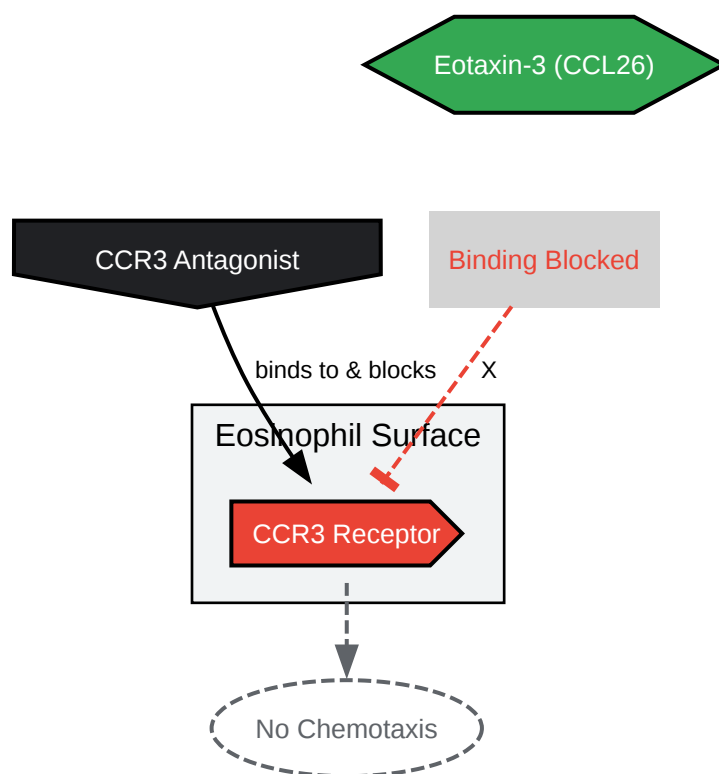 Eotaxin-3 (CCL26)
CCR3 Antagonist
Binding Blocked
binds to & blocks
X
Eosinophil Surface
CCR3 Receptor
No Chemotaxis